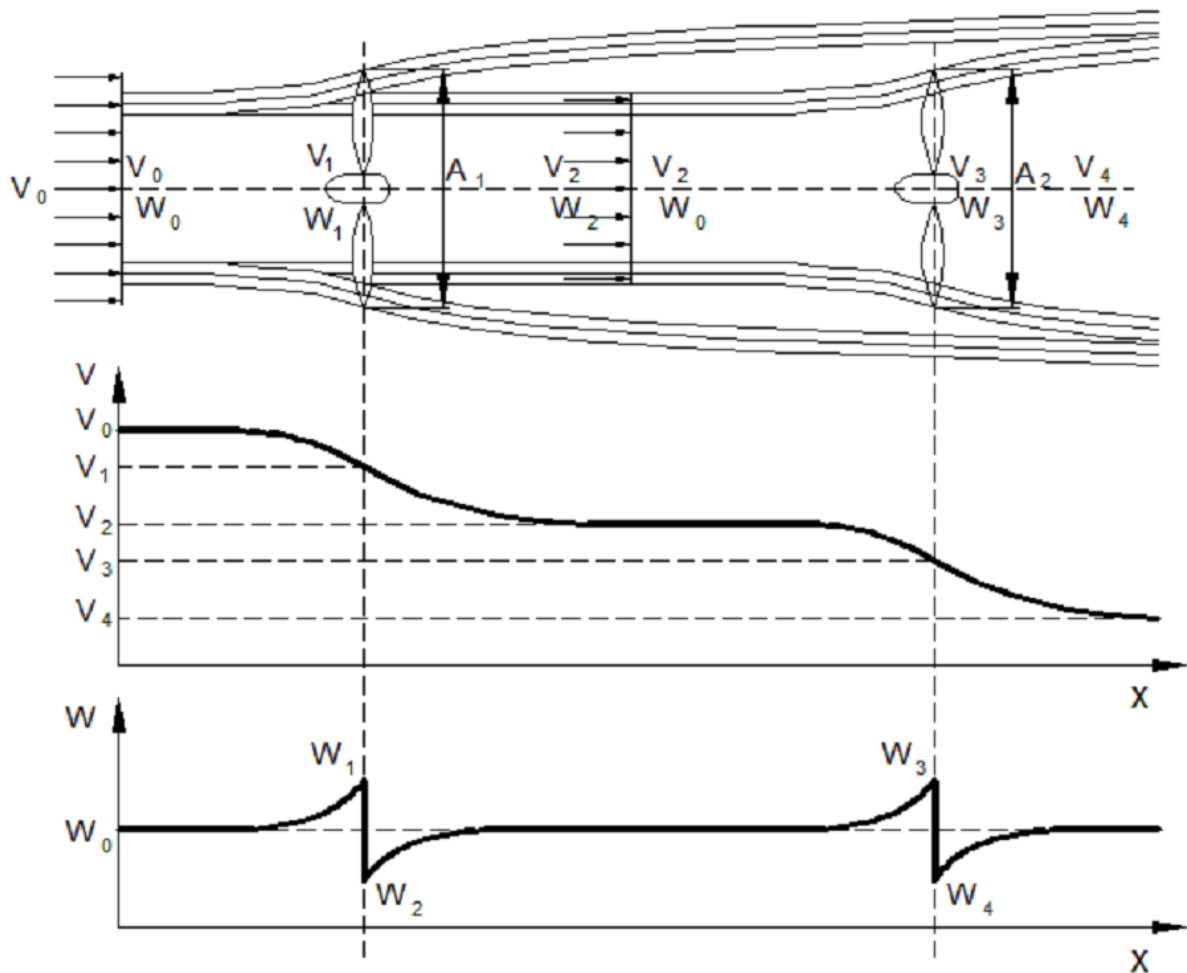 V₀
V₀ V₁ A₁ V₂ V₂ V₃ A₂ V₄
W₀ W₁ W₂ W₀ W₃ W₄
V
V₀
V₁
V₂
V₃
V₄
X
W
W₁ W₃
W₀
W₂ W₄
X